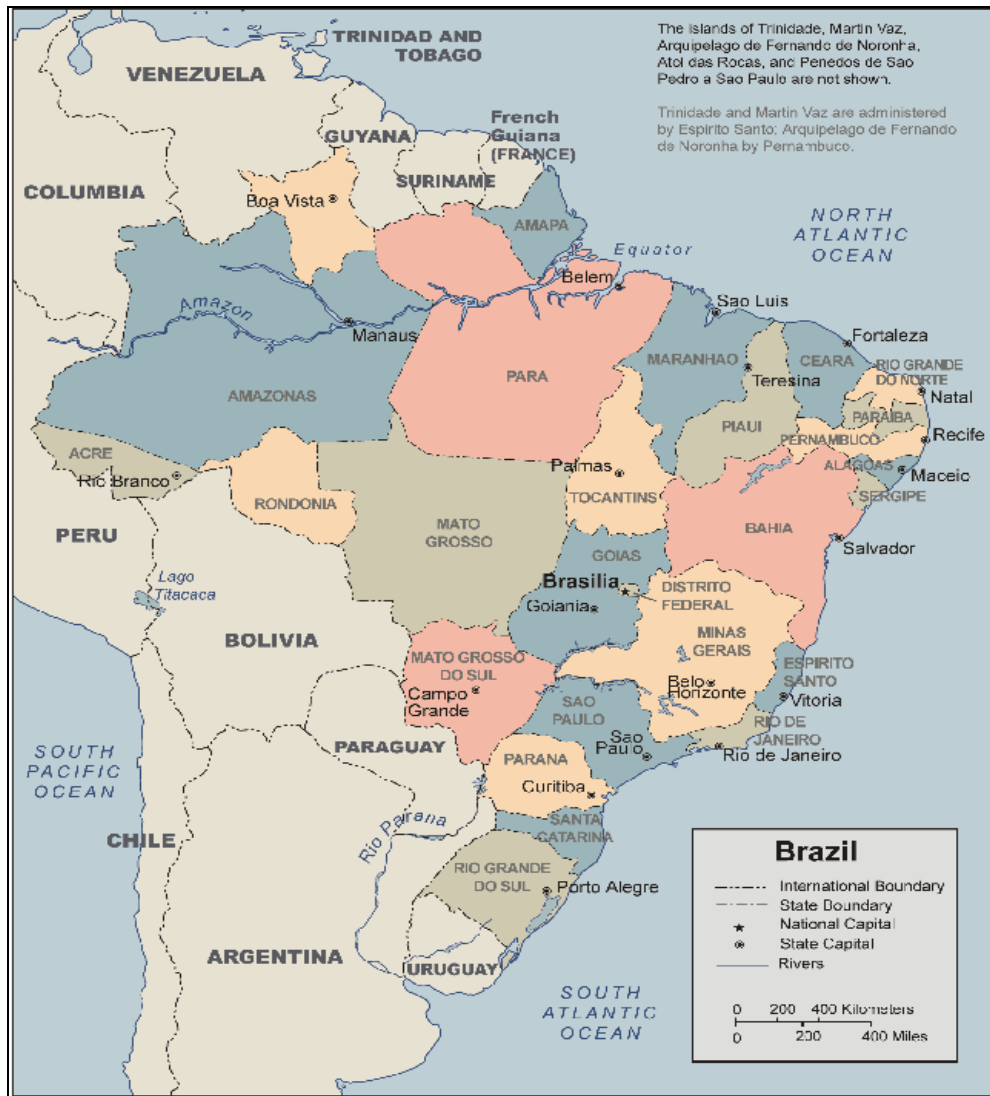 The islands of Trinidade, Martin Vaz,
Arquipelago de Fernando de Noronha,
Atol das Rocas, and Penedos de Sao
Pedro a Sao Paulo are not shown.
Trinidade and Martin Vaz are administered
by Espirito Santo; Arquipelago de Fernando
de Noronha by Pernambuco.
TRINIDAD AND
TOBAGO
VENEZUELA
French
Guiana
(FRANCE)
GUYANA
SURINAME
COLUMBIA
Boa Vista
AMAPA
NORTH
ATLANTIC
OCEAN
Equator
Belem
Amazon
Manaus
Sao Luis
Fortaleza
MARANHAO
CEARA
RIO GRANDE
DO NORTE
Teresina
Natal
PARA
AMAZONAS
PIAUI
PARAIBA
PERNAMBUCO
Recife
ACRE
Rio Branco
Palmas
ALAGOAS
Maceio
TOCANTINS
SERGIPE
RONDONIA
MATO
GROSSO
BAHIA
PERU
Salvador
GOIAS
Lago
Titacaca
Brasilia
DISTRITO
FEDERAL
Goiania
BOLIVIA
MINAS
GERAIS
MATO GROSSO
DO SUL
ESPIRITO
SANTO
Campo
Grande
Belo
Horizonte
Vitoria
SAO
PAULO
RIO DE
JANEIRO
Sao
Paulo
Rio de Janeiro
PARAGUAY
SOUTH
PACIFIC
OCEAN
PARANA
Curitiba
Rio Parana
SANTA
CATARINA
CHILE
RIO GRANDE
DO SUL
Porto Alegre
ARGENTINA
URUGUAY
SOUTH
ATLANTIC
OCEAN
Brazil
International Boundary
State Boundary
National Capital
State Capital
Rivers
0 200 400 Kilometers
0 200 400 Miles